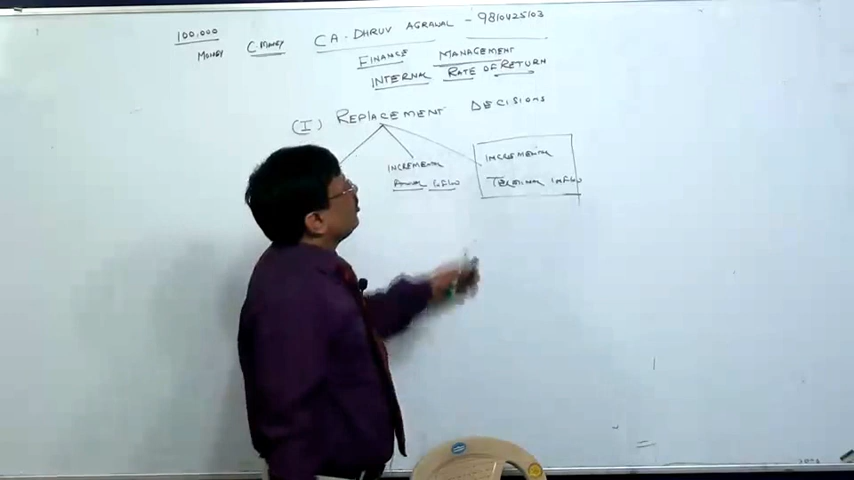 100,000
MONEY C.MONEY CA. DHRUV AGRAWAL - 9810425103
FINANCE MANAGEMENT
INTERNAL RATE OF RETURN
(I) REPLACEMENT DECISIONS
INCREMENTAL
INFLOW
INCREMENTAL
TERMINAL INFLOW